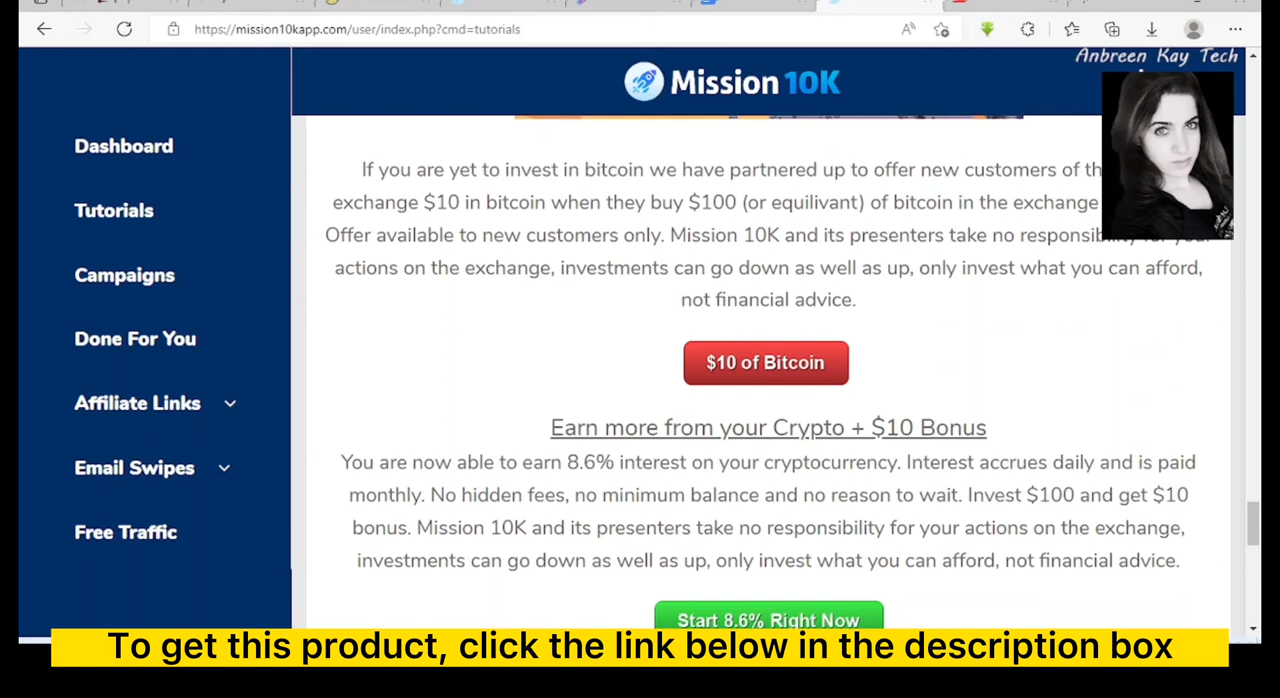 https://mission10kapp.com/user/index.php?cmd=tutorials
Anbreen Kay Tech
Mission 10K
Dashboard
Tutorials
Campaigns
Done For You
Affiliate Links
Email Swipes
Free Traffic
If you are yet to invest in bitcoin we have partnered up to offer new customers of
exchange $10 in bitcoin when they buy $100 (or equilivant) of bitcoin in the exchange
Offer available to new customers only. Mission 10K and its presenters take no
actions on the exchange, investments can go down as well as up, only invest what you can afford,
not financial advice.
$10 of Bitcoin
Earn more from your Crypto + $10 Bonus
You are now able to earn 8.6% interest on your cryptocurrency. Interest accrues daily and is paid
monthly. No hidden fees, no minimum balance and no reason to wait. Invest $100 and get $10
bonus. Mission 10K and its presenters take no responsibility for your actions on the exchange,
investments can go down as well as up, only invest what you can afford, not financial advice.
Start 8.6% Right Now
To get this product, click the link below in the description box